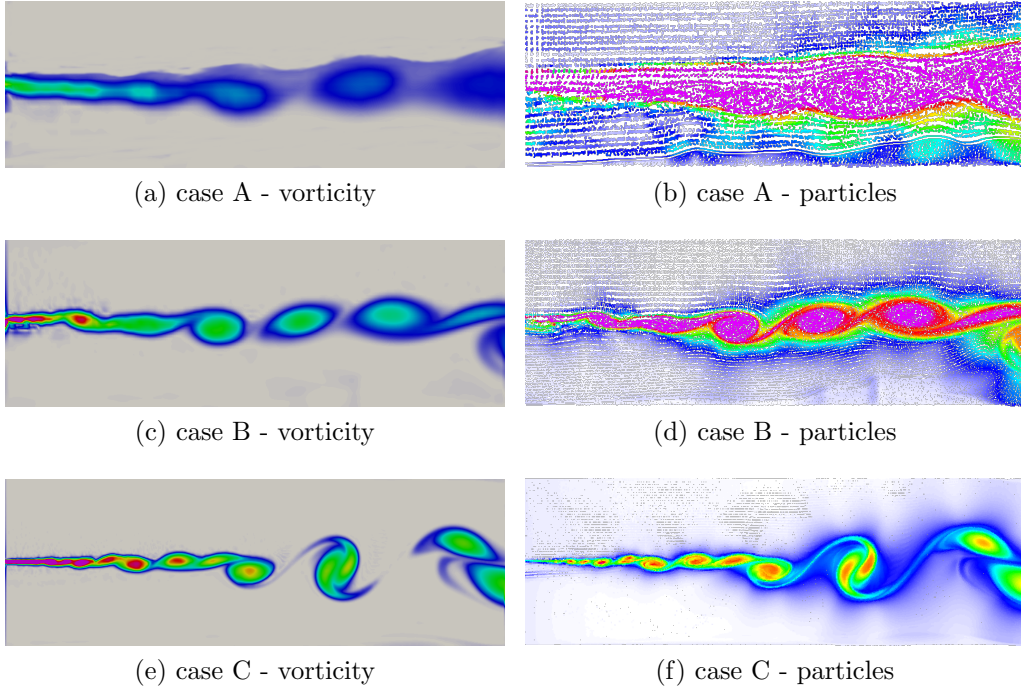 (a) case A - vorticity
(b) case A - particles
(c) case B - vorticity
(d) case B - particles
(e) case C - vorticity
(f) case C - particles